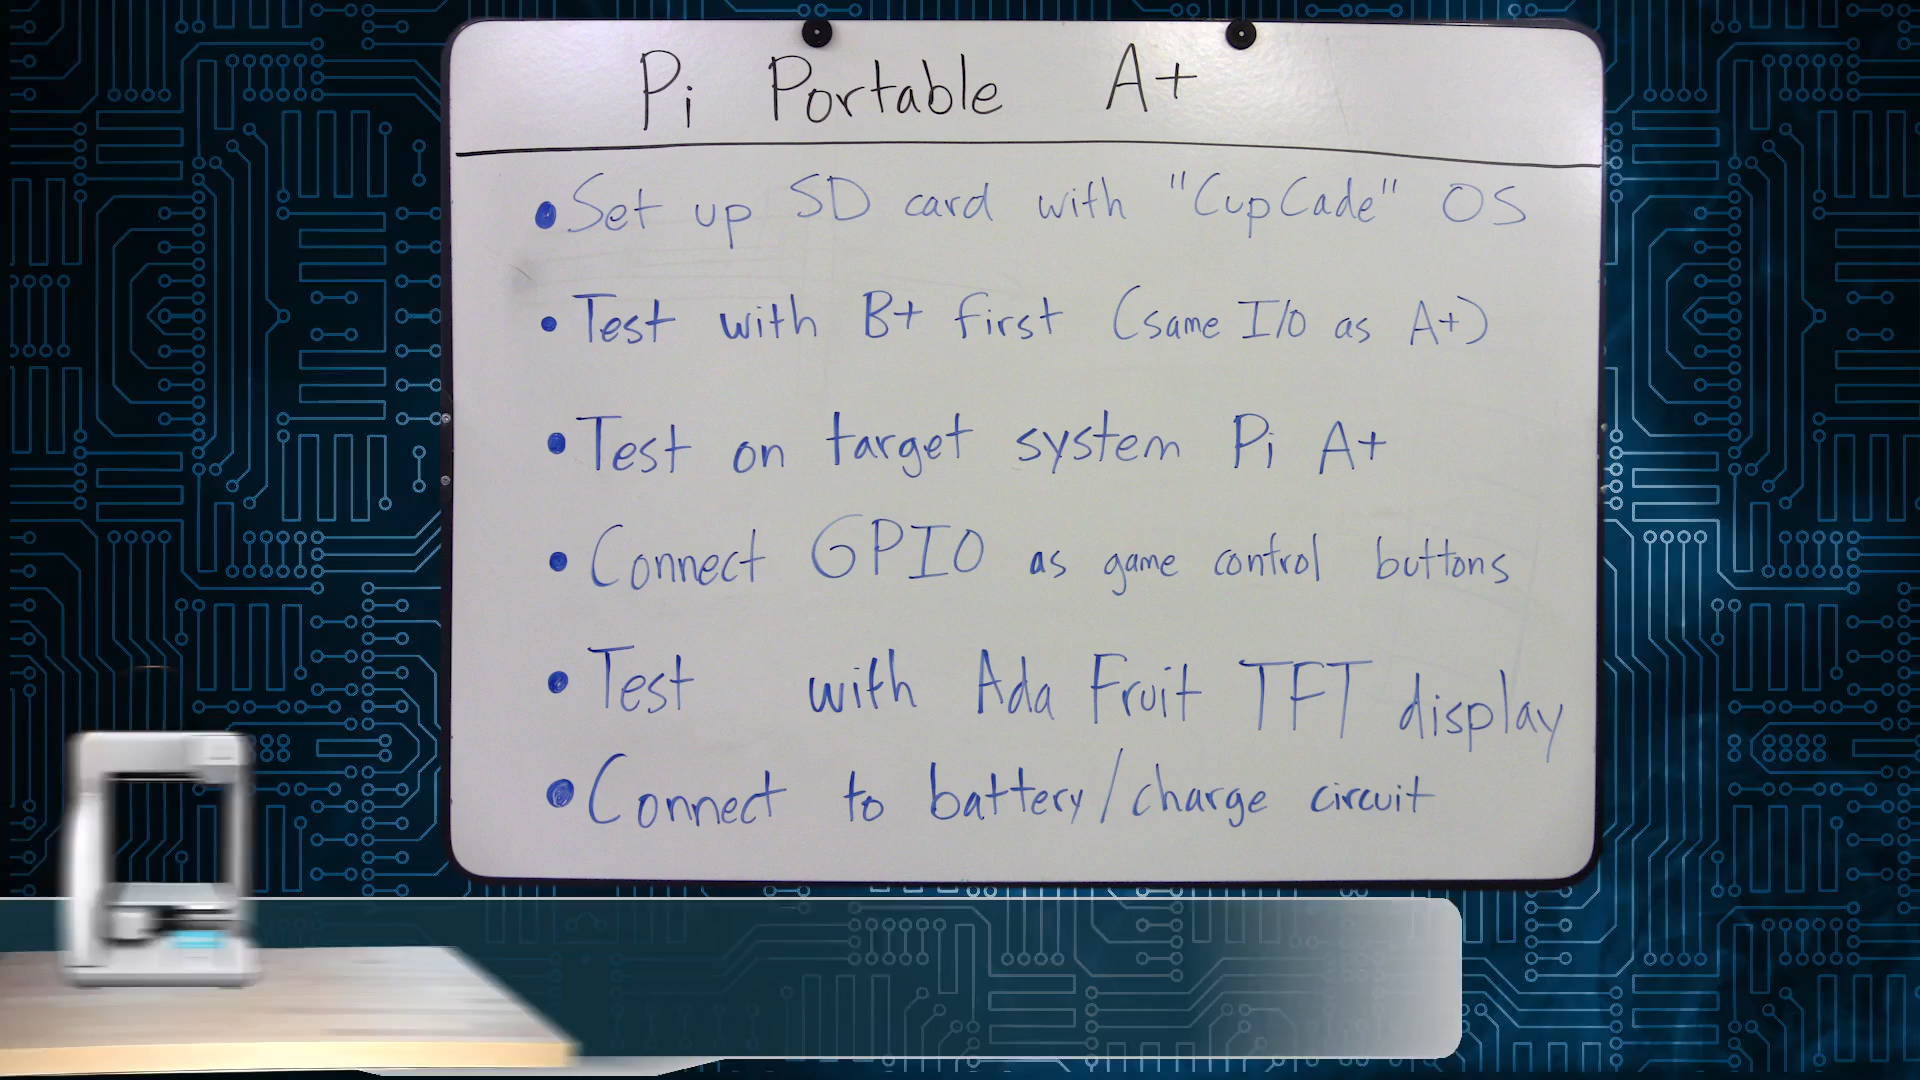 Pi Portable A+
• Set up SD card with "CupCade" OS
• Test with B+ first (same I/O as A+)
• Test on target system Pi A+
• Connect GPIO as game control buttons
• Test with Ada Fruit TFT display
• Connect to battery/charge circuit